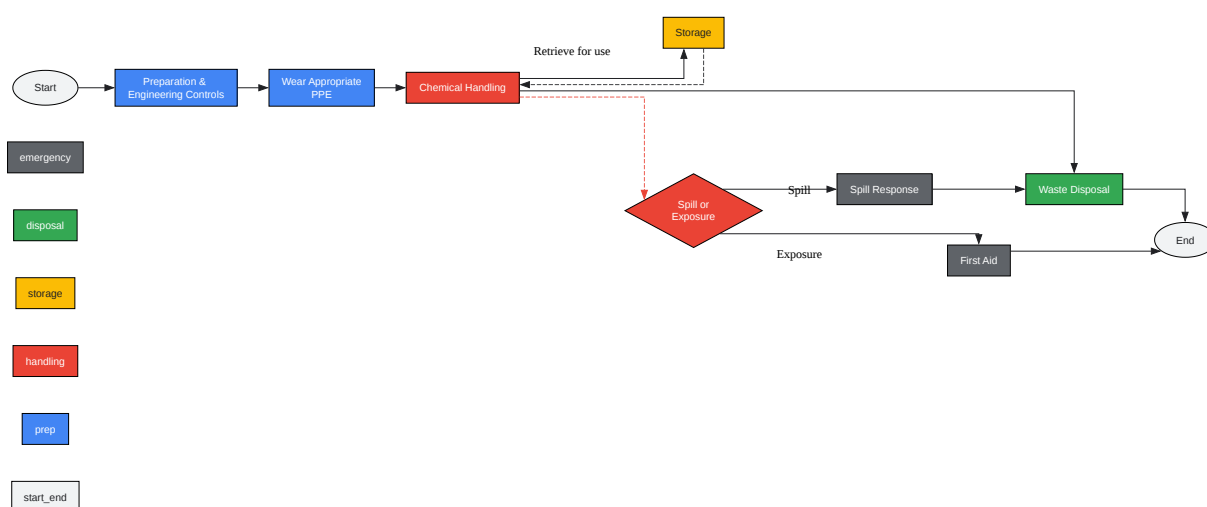 Storage
Retrieve for use
Start
Preparation &
Engineering Controls
Wear Appropriate
PPE
Chemical Handling
emergency
Spill or
Exposure
Spill
Spill Response
Waste Disposal
disposal
End
Exposure
First Aid
storage
handling
prep
start_end